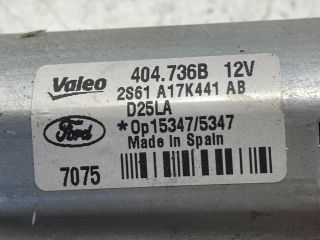 Valeo 404.736B 12V
2S61 A17K441 AB
D25LA
Ford *Op15347/5347
Made in Spain
7075